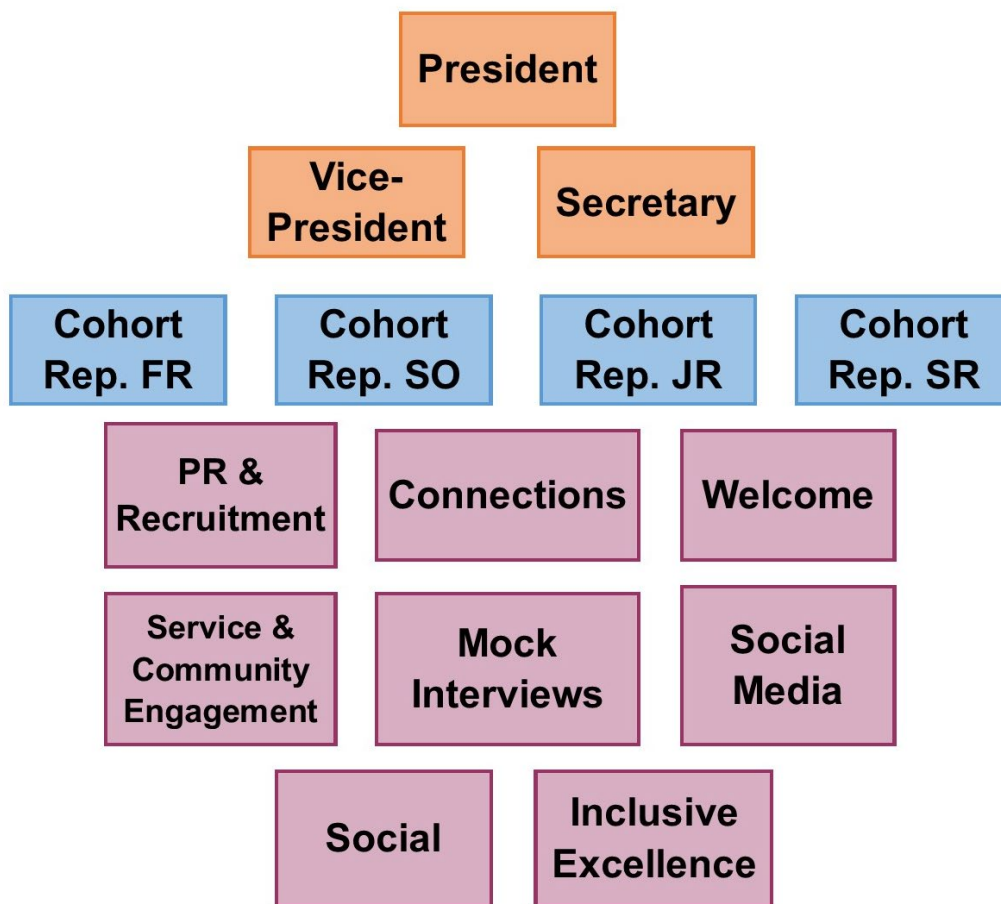 President
Vice-
President
Secretary
Cohort
Rep. FR
Cohort
Rep. SO
Cohort
Rep. JR
Cohort
Rep. SR
PR &
Recruitment
Connections
Welcome
Service &
Community
Engagement
Mock
Interviews
Social
Media
Social
Inclusive
Excellence